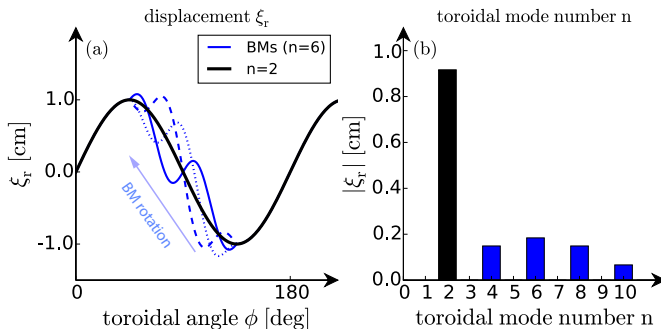 displacement ξr
(a)
BMs (n=6)
n=2
1.0
0.0
-1.0
ξr [cm]
BM rotation
0
180
toroidal angle ϕ [deg]
toroidal mode number n
(b)
1.0
0.8
0.6
0.4
0.2
0.0
|ξr| [cm]
0 1 2 3 4 5 6 7 8 9 10
toroidal mode number n